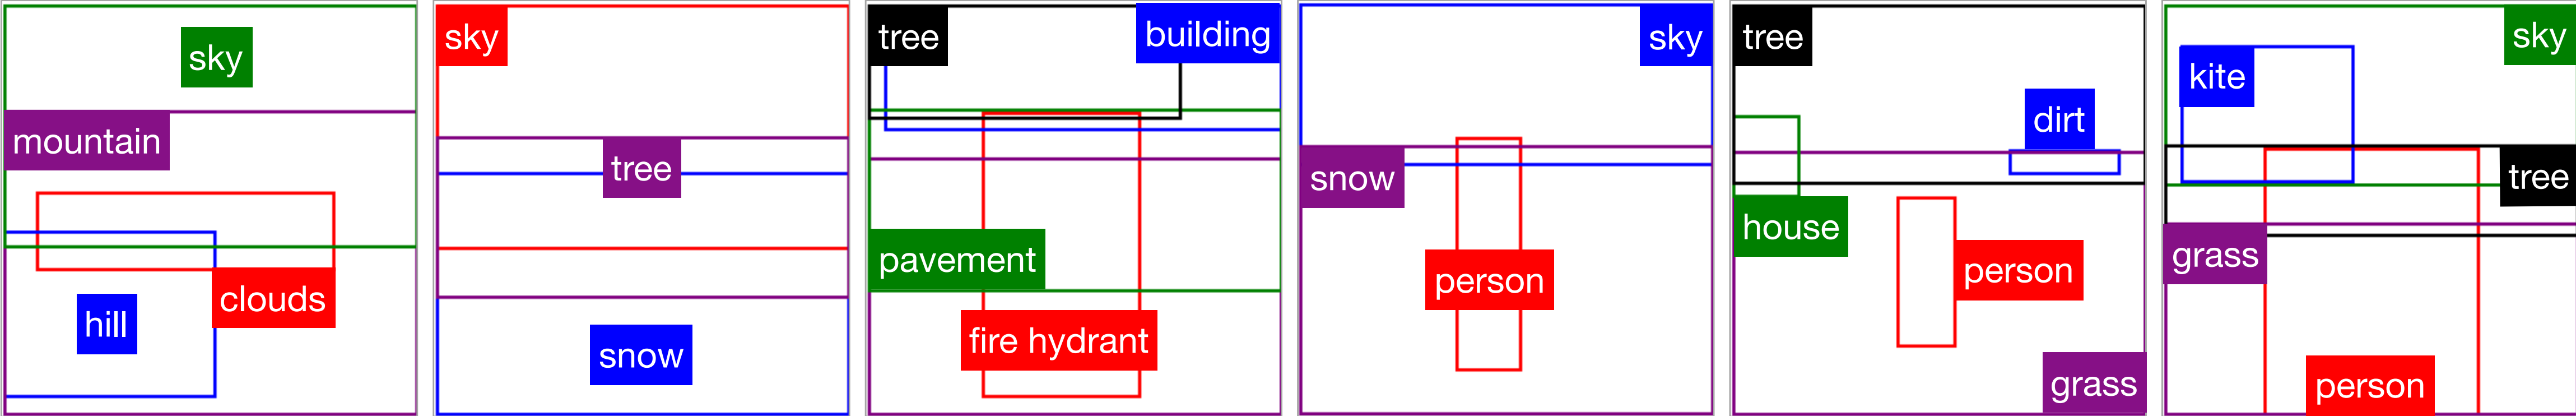 sky
mountain
clouds
hill
sky
tree
snow
tree
building
pavement
fire hydrant
sky
snow
person
tree
dirt
house
person
grass
sky
kite
tree
grass
person